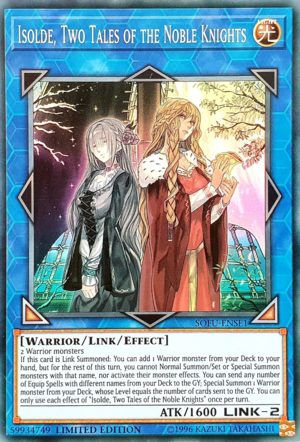 Isolde, Two Tales of the Noble Knights
光
SOFU-ENSE1
[Warrior/Link/Effect]
2 Warrior monsters
If this card is Link Summoned: You can add 1 Warrior monster from your Deck to your
hand, but for the rest of this turn, you cannot Normal Summon/Set or Special Summon
monsters with that name, nor activate their monster effects. You can send any number
of Equip Spells with different names from your Deck to the GY; Special Summon 1 Warrior
monster from your Deck, whose Level equals the number of cards sent to the GY. You can
only use each effect of "Isolde, Two Tales of the Noble Knights" once per turn.
ATK/1600 LINK-2
59934749 LIMITED EDITION ©1996 KAZUKI TAKAHASHI